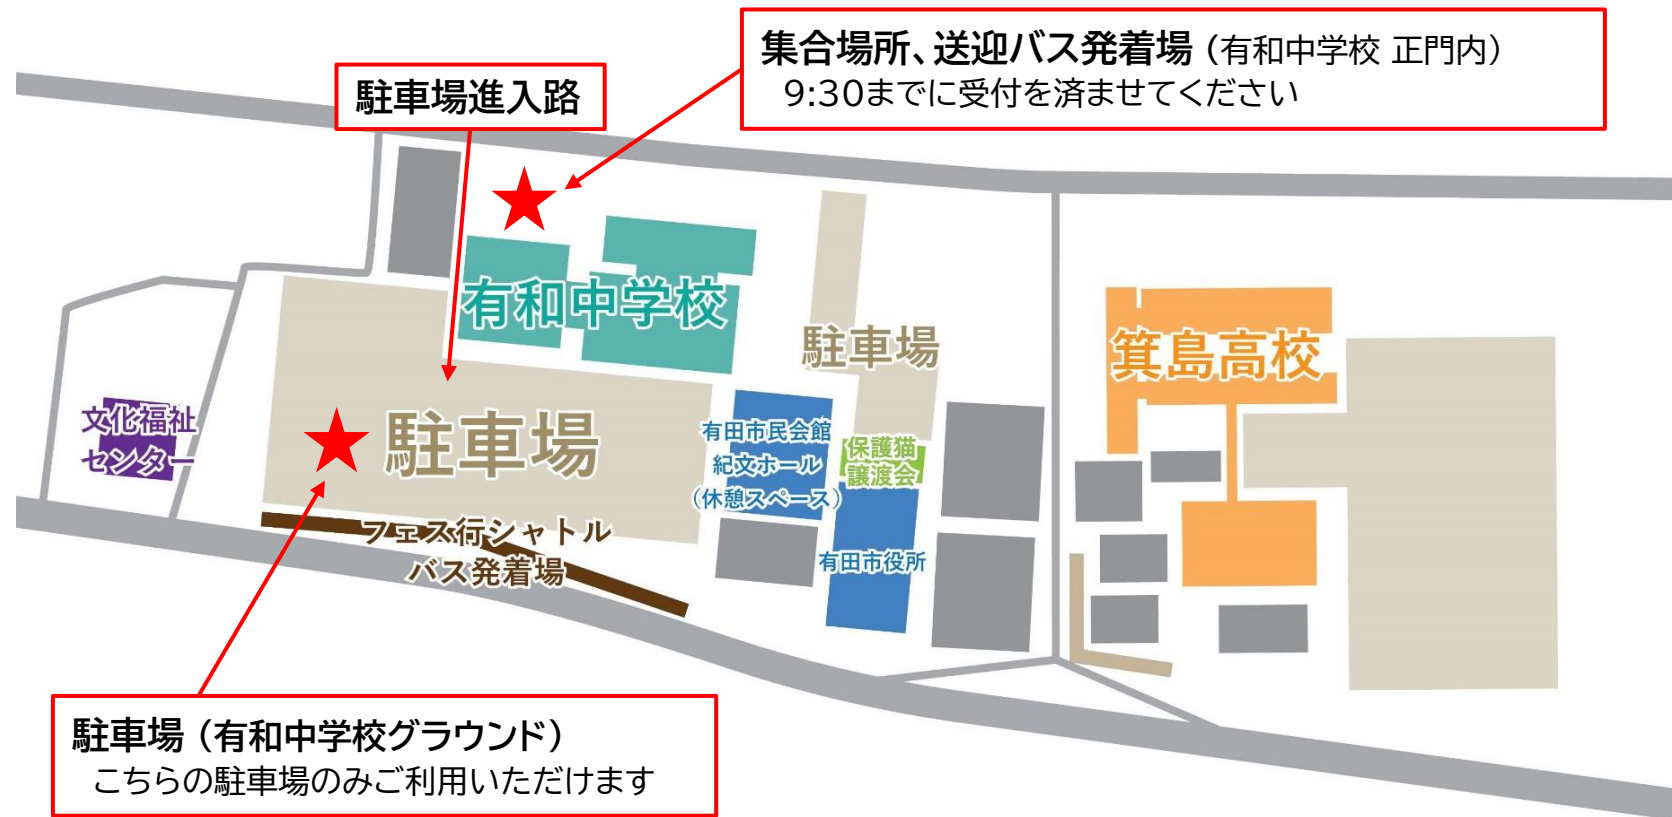 集合場所、送迎バス発着場（有和中学校 正門内）
9:30までに受付を済ませてください
駐車場進入路
有和中学校
駐車場
箕島高校
文化福祉
センター
駐車場
有田市民会館
紀文ホール
（休憩スペース）
保護猫
譲渡会
有田市役所
フェス行シャトル
バス発着場
駐車場（有和中学校グラウンド）
こちらの駐車場のみご利用いただけます